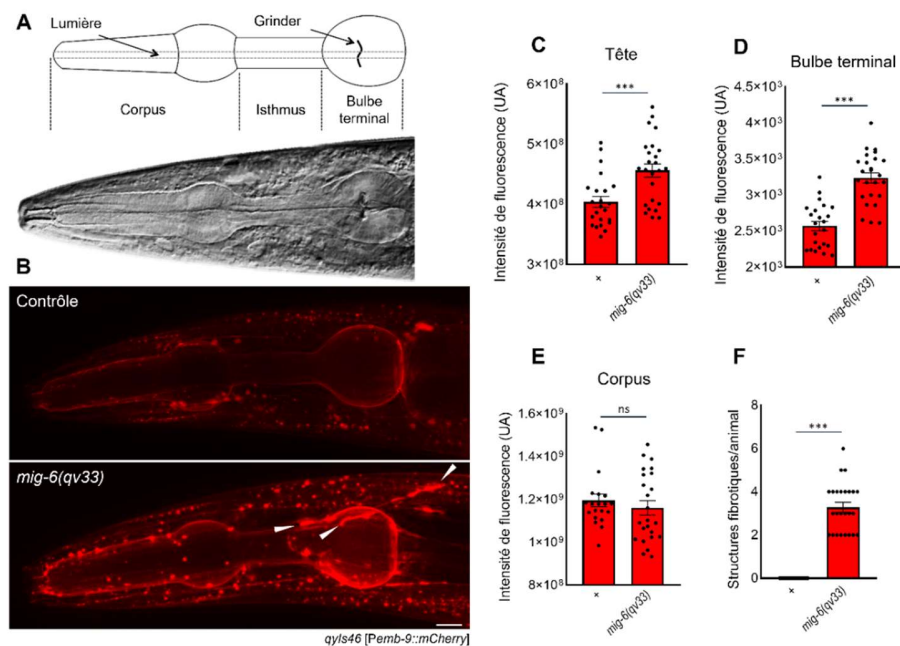 A
Lumière
Grinder
Corpus
Isthmus
Bulbe
terminal
B
Contrôle
mig-6(qv33)
qyIs46 [Pemb-9::mCherry]
C
Tête
Intensité de fluorescence (UA)
6×10⁸
5×10⁸
4×10⁸
3×10⁸
***
+
mig-6(qv33)
D
Bulbe terminal
Intensité de fluorescence (UA)
4.5×10³
4×10³
3.5×10³
3×10³
2.5×10³
2×10³
***
+
mig-6(qv33)
E
Corpus
Intensité de fluorescence (UA)
1.6×10⁹
1.4×10⁹
1.2×10⁹
1×10⁹
8×10⁸
ns
+
mig-6(qv33)
F
Structures fibrotiques/animal
8
6
4
2
0
***
+
mig-6(qv33)